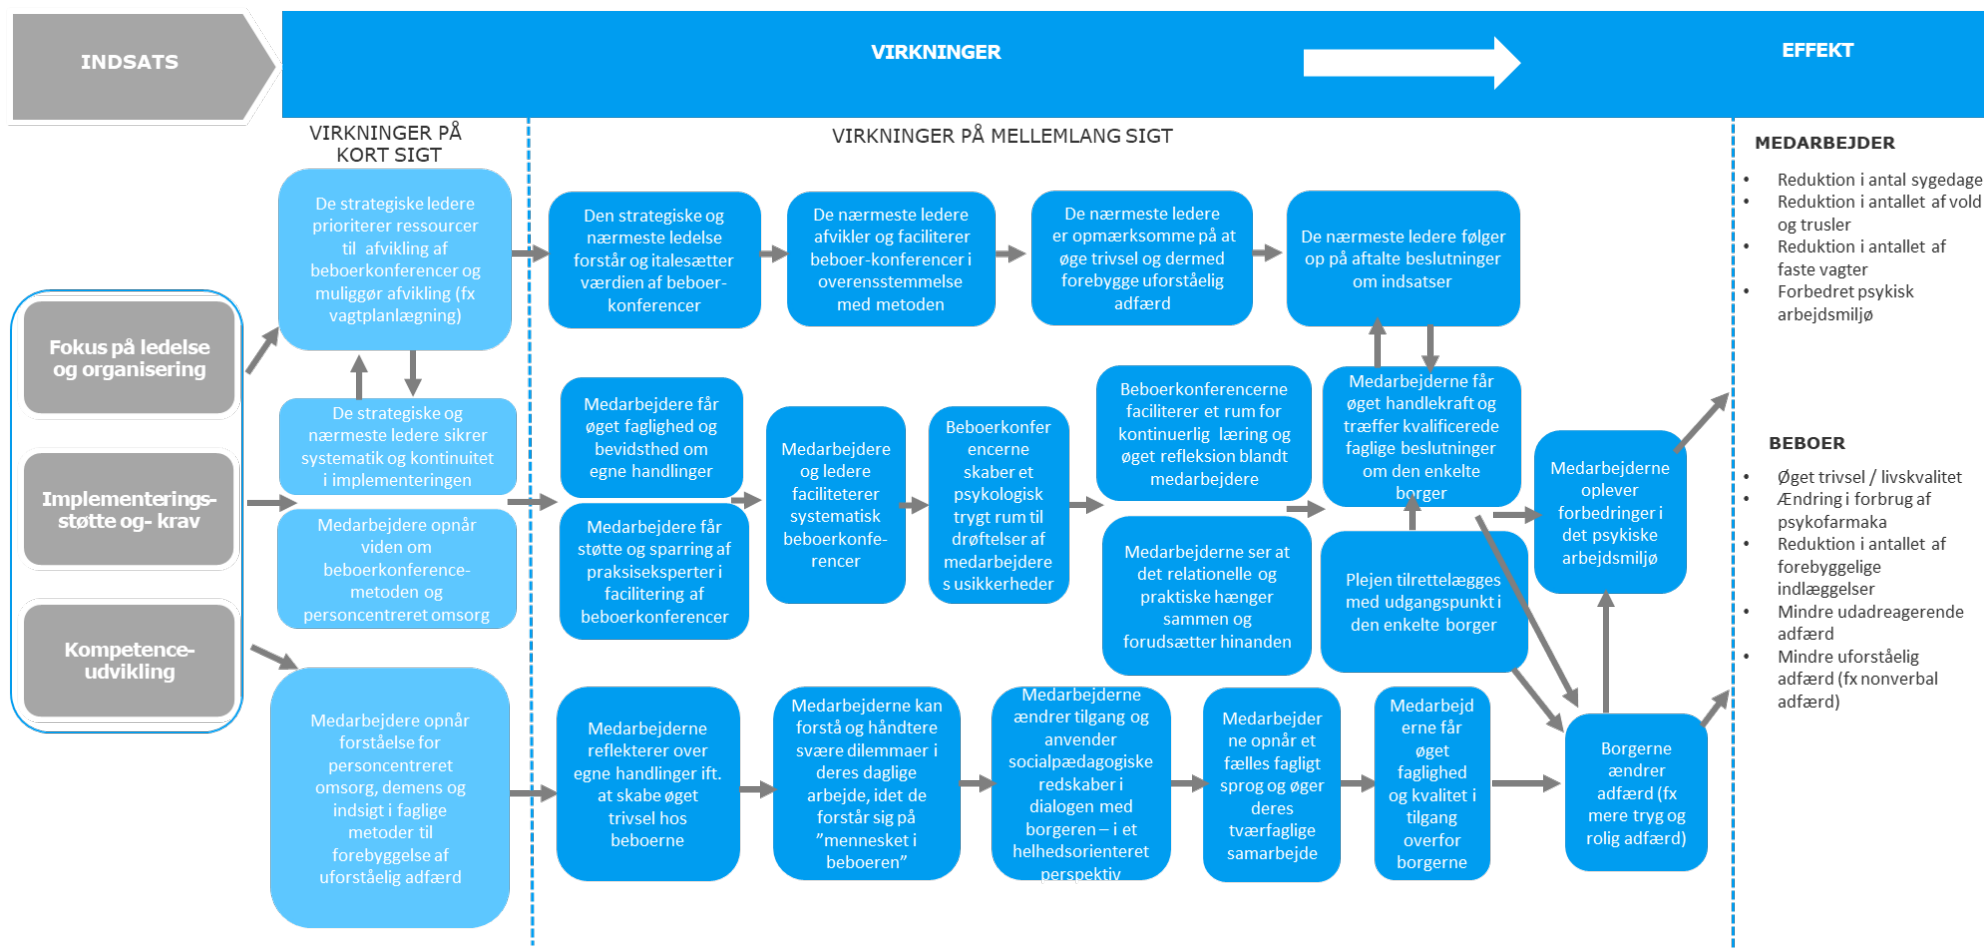 INDSATS
VIRKNINGER
EFFEKT
VIRKNINGER PÅ
KORT SIGT
VIRKNINGER PÅ MELLEMLANG SIGT
Fokus på ledelse
og organisering
Implementerings-
støtte og- krav
Kompetence-
udvikling
De strategiske ledere
prioriterer ressourcer
til afvikling af
beboerkonferencer og
muliggør afvikling (fx
vagtplanlægning)
De strategiske og
nærmeste ledere sikrer
systematik og kontinuitet
i implementeringen
Medarbejdere opnår
viden om
beboerkonference-
metoden og
personcentreret omsorg
Medarbejdere opnår
forståelse for
personcentreret
omsorg, demens og
indsigt i faglige
metoder til
forebyggelse af
uforståelig adfærd
Den strategiske og
nærmeste ledelse
forstår og italesætter
værdien af beboer-
konferencer
De nærmeste ledere
afvikler og faciliterer
beboer-konferencer i
overensstemmelse
med metoden
De nærmeste ledere
er opmærksomme på at
øge trivsel og dermed
forebygge uforståelig
adfærd
De nærmeste ledere følger
op på aftalte beslutninger
om indsatser
Medarbejdere får
øget faglighed og
bevidsthed om
egne handlinger
Medarbejdere får
støtte og sparring af
praksiseksperter i
facilitering af
beboerkonferencer
Medarbejdere
og ledere
faciliteterer
systematisk
beboerkonfe-
rencer
Beboerkonfer
encerne
skaber et
psykologisk
trygt rum til
drøftelser af
medarbejdere
s usikkerheder
Beboerkonferencerne
faciliterer et rum for
kontinuerlig læring og
øget refleksion blandt
medarbejdere
Medarbejderne ser at
det relationelle og
praktiske hænger
sammen og
forudsætter hinanden
Medarbejderne får
øget handlekraft og
træffer kvalificerede
faglige beslutninger
om den enkelte
borger
Plejen tilrettelægges
med udgangspunkt i
den enkelte borger
Medarbejderne
oplever
forbedringer i
det psykiske
arbejdsmiljø
Medarbejderne
reflekterer over
egne handlinger ift.
at skabe øget
trivsel hos
beboerne
Medarbejderne kan
forstå og håndtere
svære dilemmaer i
deres daglige
arbejde, idet de
forstår sig på
”mennesket i
beboeren”
Medarbejderne
ændrer tilgang og
anvender
socialpædagogiske
redskaber i
dialogen med
borgeren – i et
helhedsorienteret
perspektiv
Medarbejder
ne opnår et
fælles fagligt
sprog og øger
deres
tværfaglige
samarbejde
Medarbejd
erne får
øget
faglighed
og kvalitet i
tilgang
overfor
borgerne
Borgerne
ændrer
adfærd (fx
mere tryg og
rolig adfærd)
MEDARBEJDER
• Reduktion i antal sygedage
• Reduktion i antallet af vold
og trusler
• Reduktion i antallet af
faste vagter
• Forbedret psykisk
arbejdsmiljø
BEBOER
• Øget trivsel / livskvalitet
• Ændring i forbrug af
psykofarmaka
• Reduktion i antallet af
forebyggelige
indlæggelser
• Mindre udadreagerende
adfærd
• Mindre uforståelig
adfærd (fx nonverbal
adfærd)